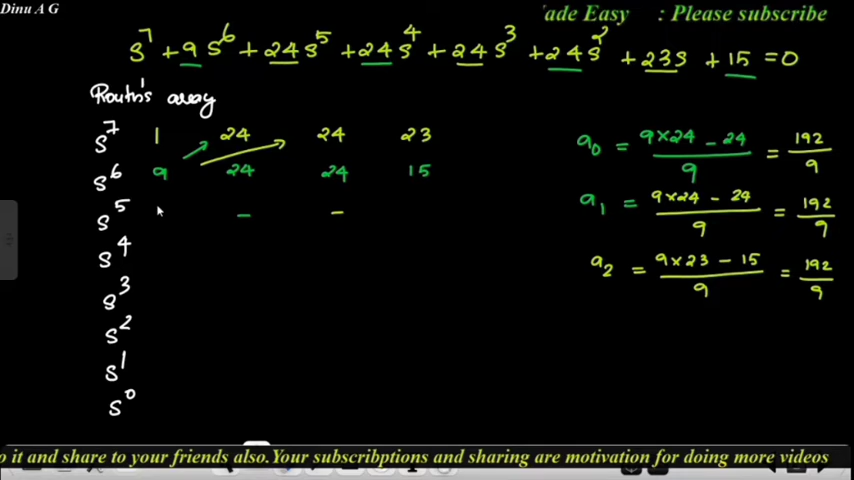 Dinu A G
ade Easy : Please subscribe
s⁷ + 9s⁶ + 24s⁵ + 24s⁴ + 24s³ + 24s² + 23s + 15 = 0
Routh's array
s⁷ 1 24 24 23
s⁶ 9 24 24 15
s⁵ – –
s⁴
s³
s²
s¹
s⁰
a₀ = (9×24 – 24)/9 = 192/9
a₁ = (9×24 – 24)/9 = 192/9
a₂ = (9×23 – 15)/9 = 192/9
o it and share to your friends also.Your subscribptions and sharing are motivation for doing more videos